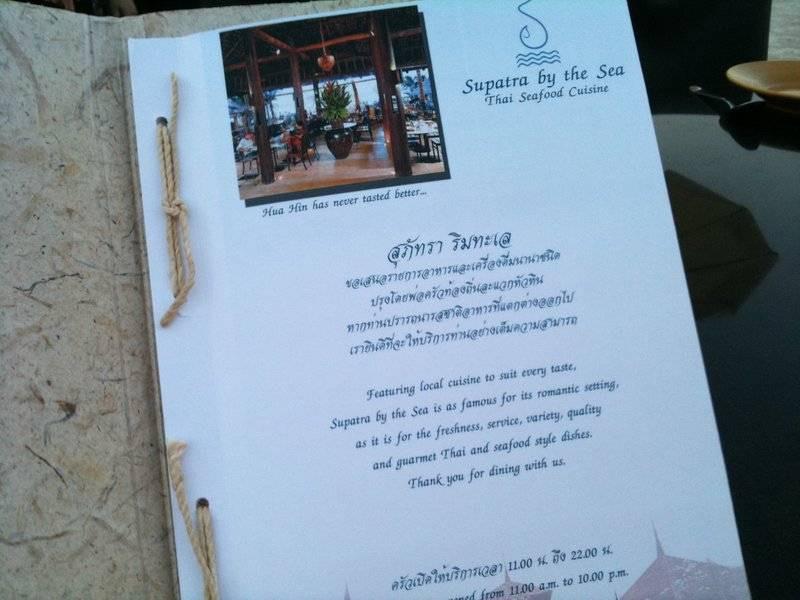 Supatra by the Sea
Thai Seafood Cuisine
Hua Hin has never tasted better...
สุภัทรา ริมทะเล
ขอเสนอรายการอาหารและเครื่องดื่มนานาชนิด
ปรุงโดยพ่อครัวท้องถิ่นและแวกทัวหิน
หากท่านปรารถนารสชาติอาหารที่แตกต่างออกไป
เรายินดีที่จะให้บริการท่านอย่างเต็มความสามารถ
Featuring local cuisine to suit every taste,
Supatra by the Sea is as famous for its romantic setting,
as it is for the freshness, service, variety, quality
and guarmet Thai and seafood style dishes.
Thank you for dining with us.
ครัวเปิดให้บริการเวลา 11.00 น. ถึง 22.00 น.
opened from 11.00 a.m. to 10.00 p.m.